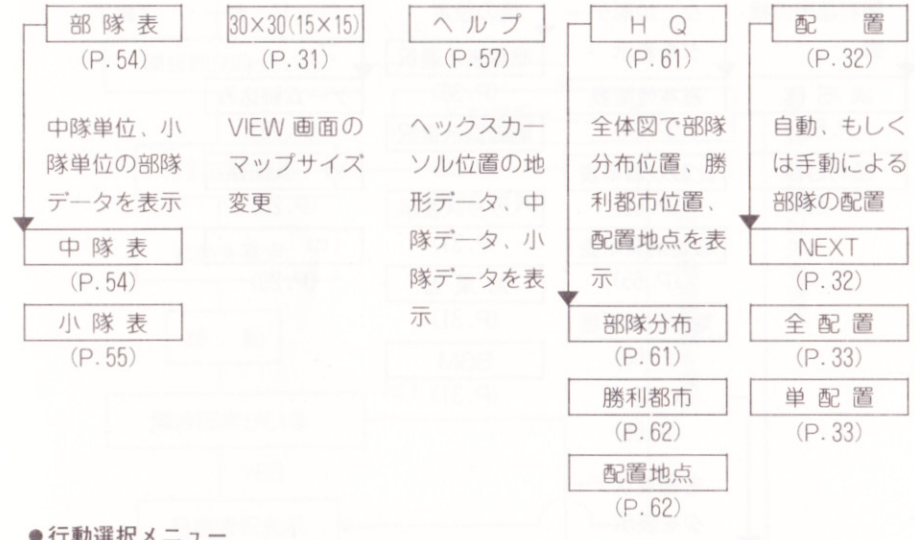 部隊表
(P.54)
中隊単位、小
隊単位の部隊
データを表示
中隊表
(P.54)
小隊表
(P.55)
30×30(15×15)
(P.31)
VIEW画面の
マップサイズ
変更
ヘルプ
(P.57)
ヘックスカー
ソル位置の地
形データ、中
隊データ、小
隊データを表
示
HQ
(P.61)
全体図で部隊
分布位置、勝
利都市位置、
配置地点を表
示
部隊分布
(P.61)
勝利都市
(P.62)
配置地点
(P.62)
配置
(P.32)
自動、もしく
は手動による
部隊の配置
NEXT
(P.32)
全配置
(P.33)
単配置
(P.33)
●行動選択メニュー